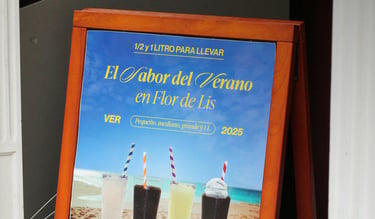 1/2 y 1 LITRO PARA LLEVAR
El Sabor del Verano
en Flor de Lis
VER Pequeño, mediano, grande y 1 L 2025